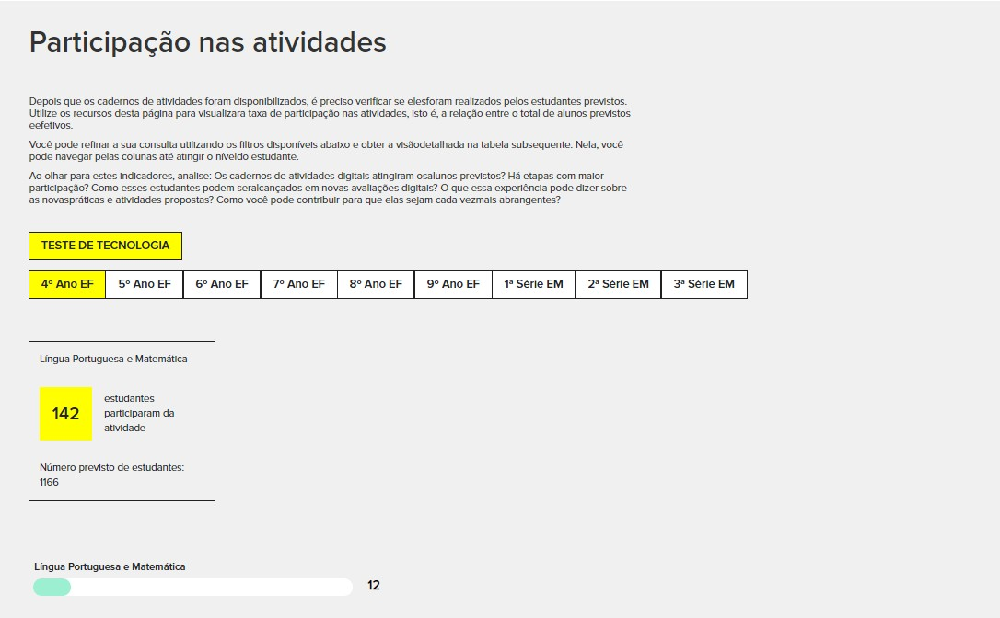 Participação nas atividades
Depois que os cadernos de atividades foram disponibilizados, é preciso verificar se elesforam realizados pelos estudantes previstos.
Utilize os recursos desta página para visualizara taxa de participação nas atividades, isto é, a relação entre o total de alunos previstos
eefetivos.
Você pode refinar a sua consulta utilizando os filtros disponíveis abaixo e obter a visãodetalhada na tabela subsequente. Nela, você
pode navegar pelas colunas até atingir o níveldo estudante.
Ao olhar para estes indicadores, analise: Os cadernos de atividades digitais atingiram osalunos previstos? Há etapas com maior
participação? Como esses estudantes podem seralcançados em novas avaliações digitais? O que essa experiência pode dizer sobre
as novaspráticas e atividades propostas? Como você pode contribuir para que elas sejam cada vezmais abrangentes?
TESTE DE TECNOLOGIA
4º Ano EF 5º Ano EF 6º Ano EF 7º Ano EF 8º Ano EF 9º Ano EF 1ª Série EM 2ª Série EM 3ª Série EM
Língua Portuguesa e Matemática
142
estudantes
participaram da
atividade
Número previsto de estudantes:
1166
Língua Portuguesa e Matemática
12